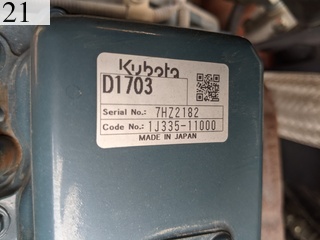 21
Kubota
D1703
Serial No.: 7HZ2182
Code No.: 1J335-11000
MADE IN JAPAN